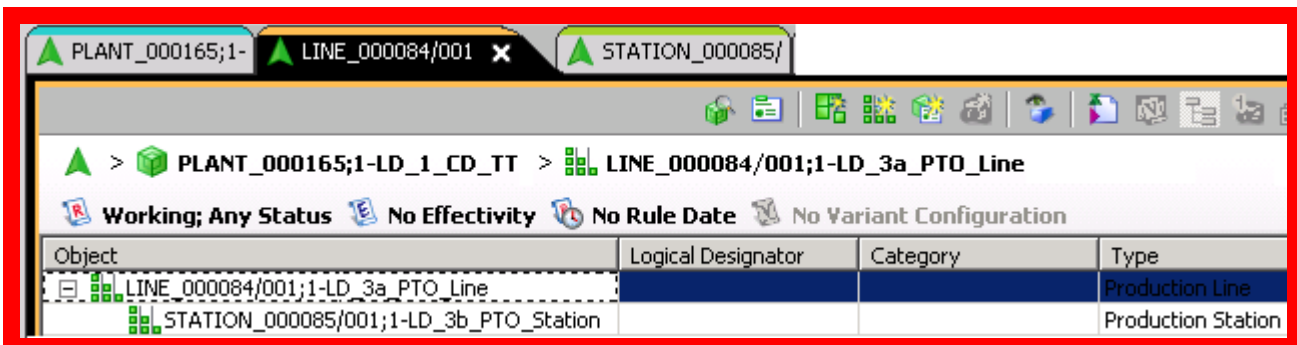 PLANT_000165;1- LINE_000084/001 STATION_000085/
> PLANT_000165;1-LD_1_CD_TT > LINE_000084/001;1-LD_3a_PTO_Line
Working; Any Status No Effectivity No Rule Date No Variant Configuration
Object Logical Designator Category Type
LINE_000084/001;1-LD_3a_PTO_Line Production Line
STATION_000085/001;1-LD_3b_PTO_Station Production Station